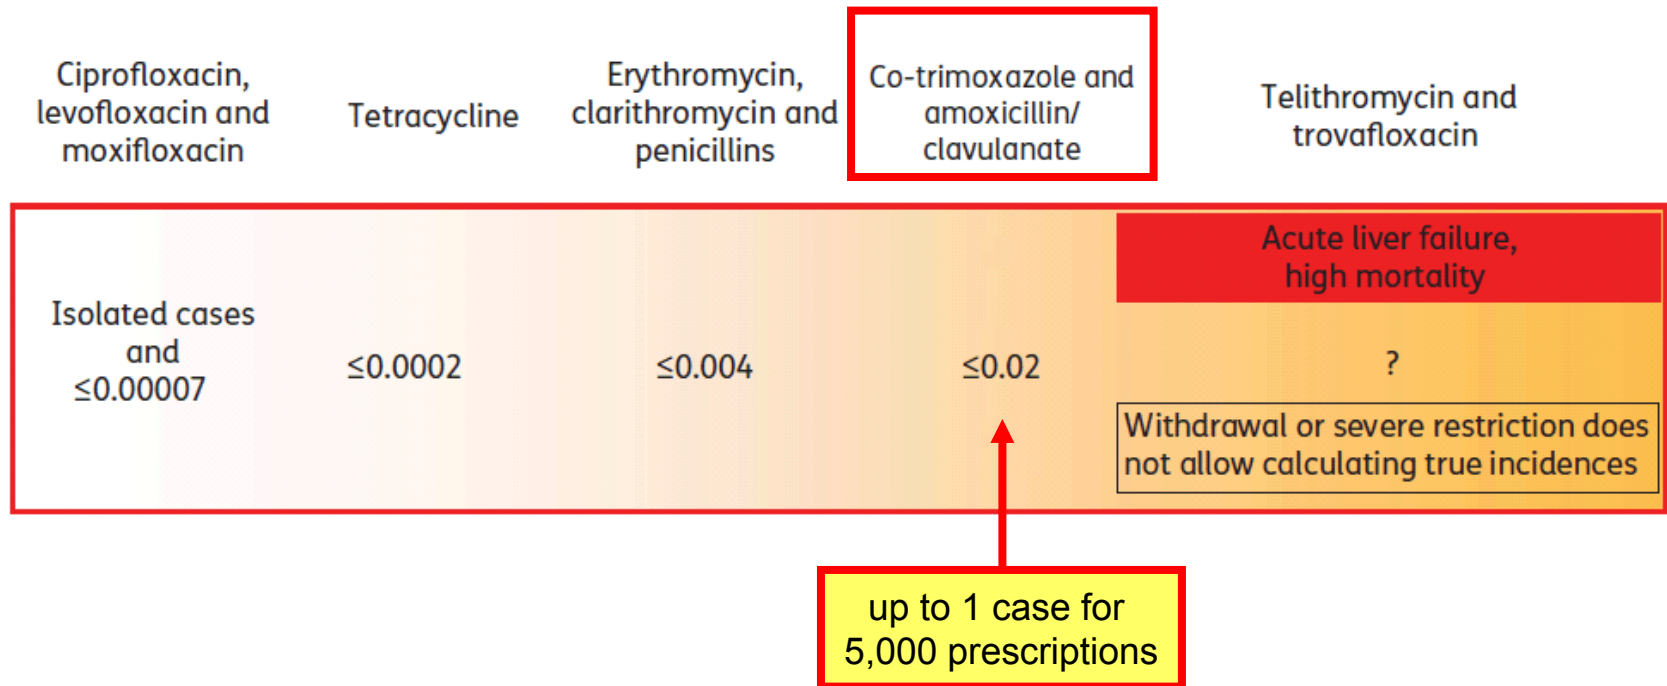 Ciprofloxacin,
levofloxacin and
moxifloxacin
Tetracycline
Erythromycin,
clarithromycin and
penicillins
Co-trimoxazole and
amoxicillin/
clavulanate
Telithromycin and
trovafloxacin
Isolated cases
and
≤0.00007
≤0.0002
≤0.004
≤0.02
Acute liver failure,
high mortality
?
Withdrawal or severe restriction does
not allow calculating true incidences
up to 1 case for
5,000 prescriptions